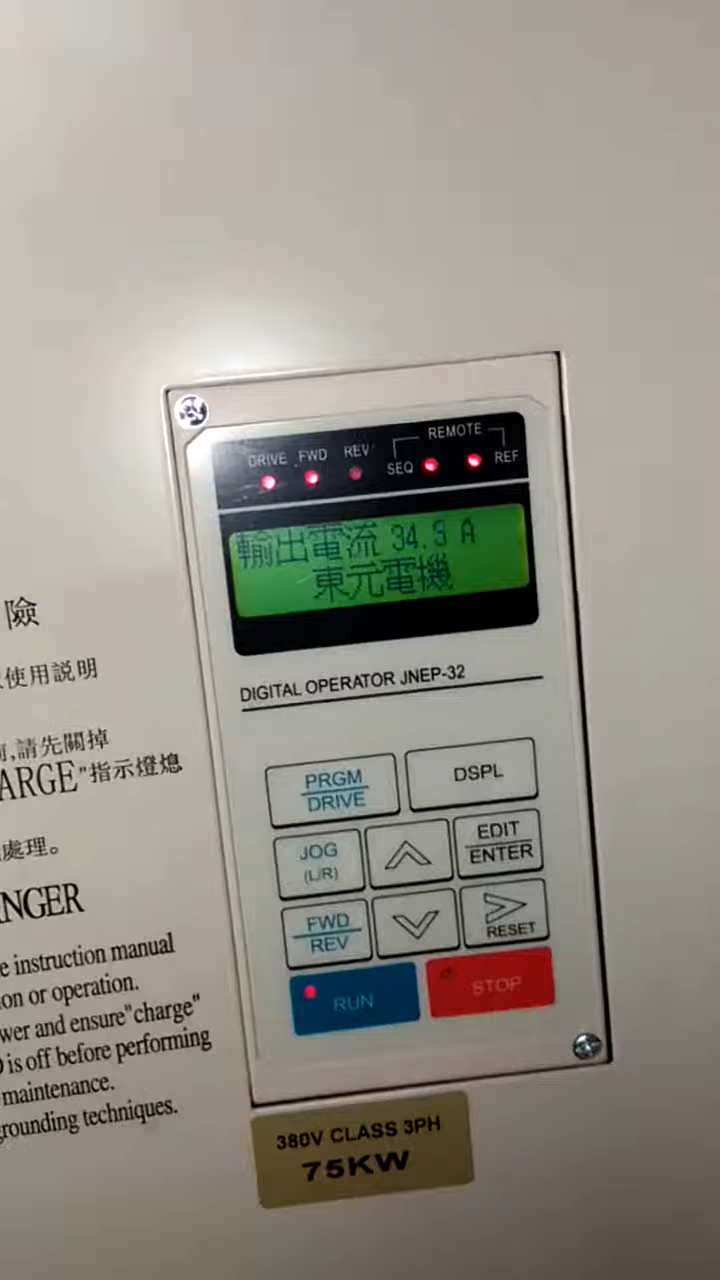 DRIVE FWD REV REMOTE
SEQ REF
輸出電流 34.3 A
東元電機
DIGITAL OPERATOR JNEP-32
PRGM
DRIVE
DSPL
JOG
(L/R)
EDIT
ENTER
FWD
REV
RESET
RUN
STOP
380V CLASS 3PH
75KW
險
使用説明
,請先關掉
ARGE"指示燈熄
處理。
NGER
e instruction manual
on or operation.
wer and ensure"charge"
is off before performing
maintenance.
rounding techniques.